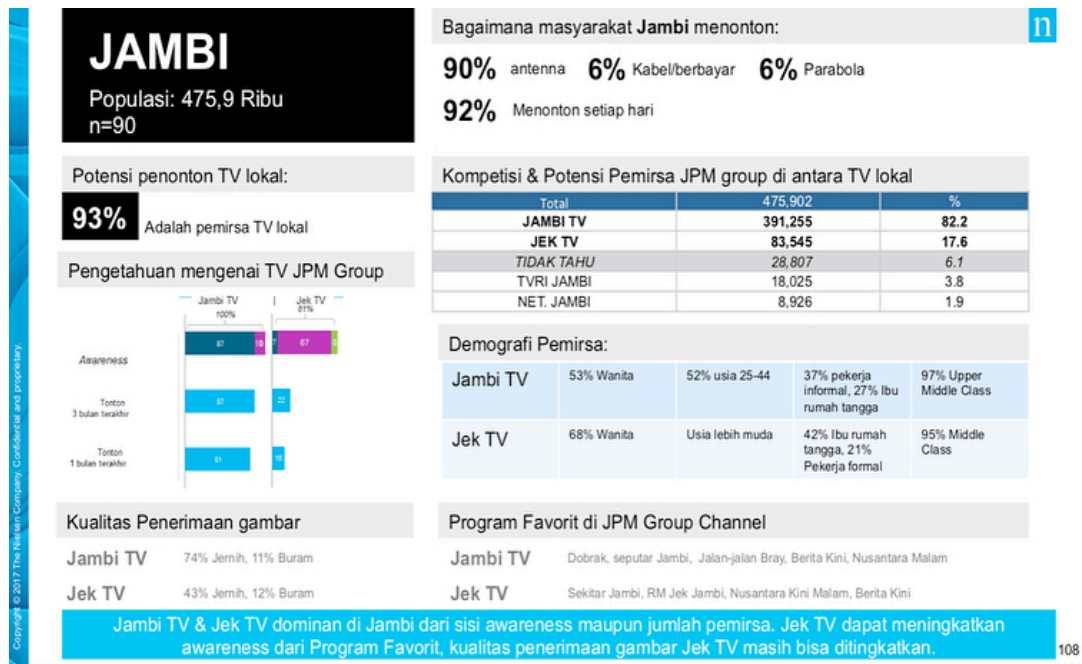 JAMBI
Populasi: 475,9 Ribu
n=90
Bagaimana masyarakat Jambi menonton:
n
90% antenna 6% Kabel/berbayar 6% Parabola
92% Menonton setiap hari
Potensi penonton TV lokal:
93% Adalah pemirsa TV lokal
Kompetisi & Potensi Pemirsa JPM group di antara TV lokal
Total 475,902 %
JAMBI TV 391,255 82.2
JEK TV 83,545 17.6
TIDAK TAHU 28,807 6.1
TVRI JAMBI 18,025 3.8
NET. JAMBI 8,926 1.9
Pengetahuan mengenai TV JPM Group
Jambi TV Jek TV
100% 81%
Awareness 87 67
Tonton
3 bulan terakhir 87 22
Tonton
1 bulan terakhir 81
Demografi Pemirsa:
Jambi TV 53% Wanita 52% usia 25-44 37% pekerja informal, 27% Ibu rumah tangga 97% Upper Middle Class
Jek TV 68% Wanita Usia lebih muda 42% Ibu rumah tangga, 21% Pekerja formal 95% Middle Class
Kualitas Penerimaan gambar
Jambi TV 74% Jernih, 11% Buram
Jek TV 43% Jernih, 12% Buram
Program Favorit di JPM Group Channel
Jambi TV Dobrak, seputar Jambi, Jalan-jalan Bray, Berita Kini, Nusantara Malam
Jek TV Sekitar Jambi, RM Jek Jambi, Nusantara Kini Malam, Berita Kini
Jambi TV & Jek TV dominan di Jambi dari sisi awareness maupun jumlah pemirsa. Jek TV dapat meningkatkan
awareness dari Program Favorit, kualitas penerimaan gambar Jek TV masih bisa ditingkatkan.
Copyright © 2017 The Nielsen Company. Confidential and proprietary.
108